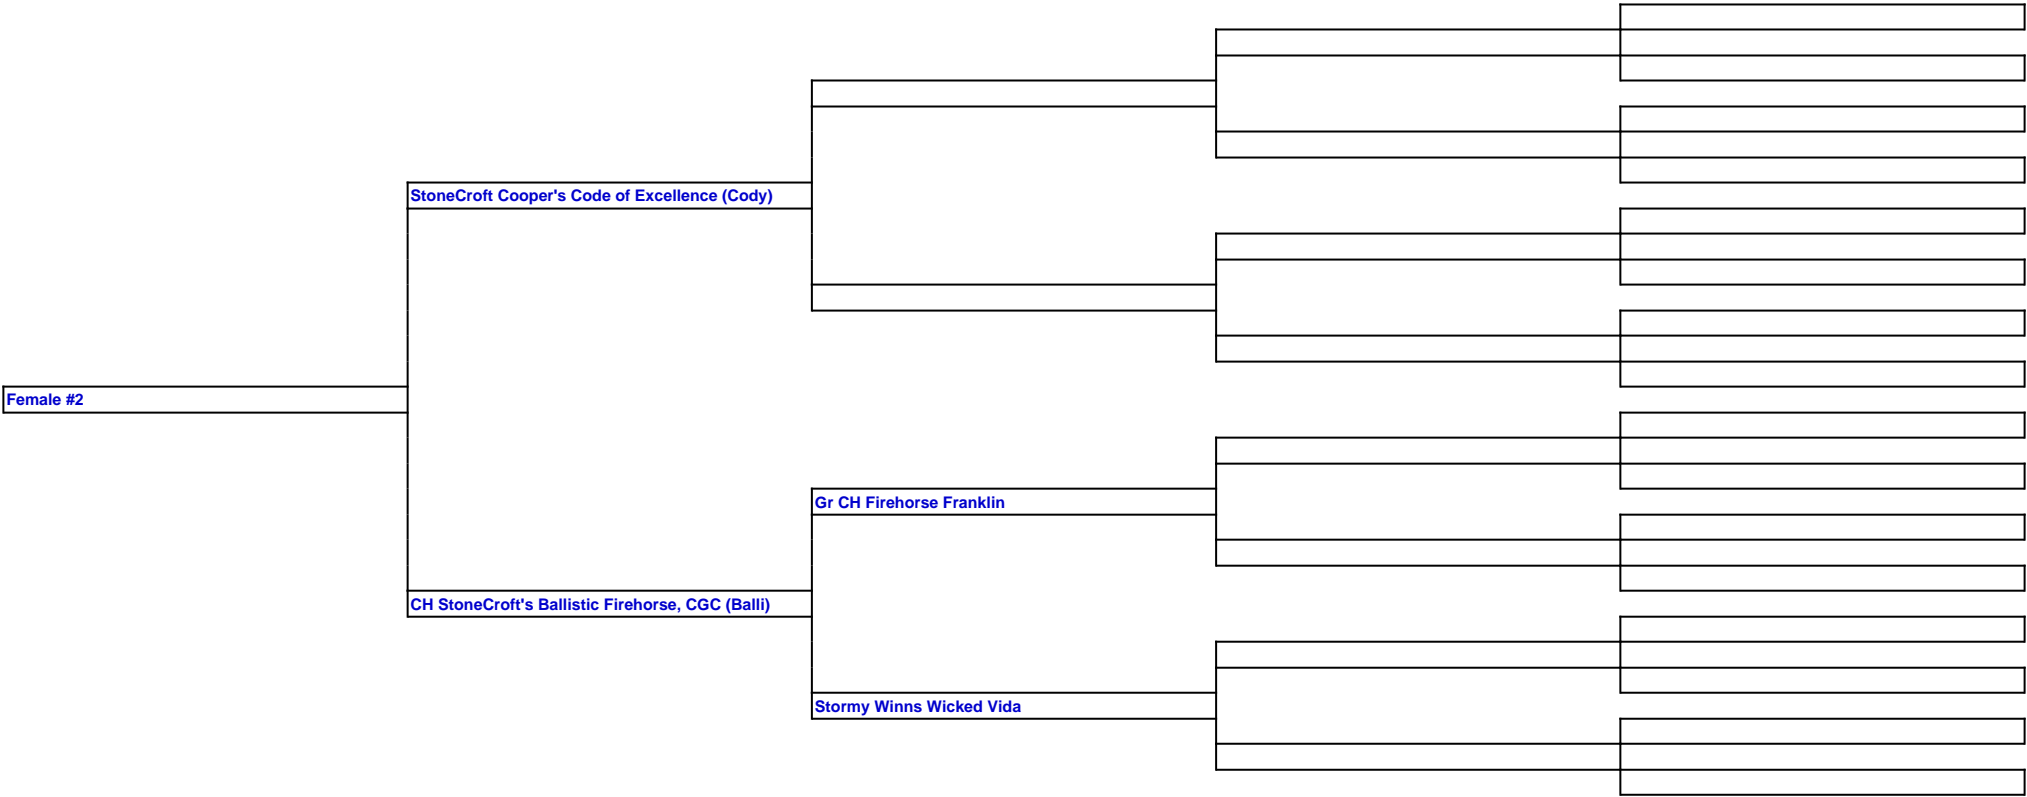 StoneCroft Cooper's Code of Excellence (Cody)
Female #2
Gr CH Firehorse Franklin
CH StoneCroft's Ballistic Firehorse, CGC (Balli)
Stormy Winns Wicked Vida